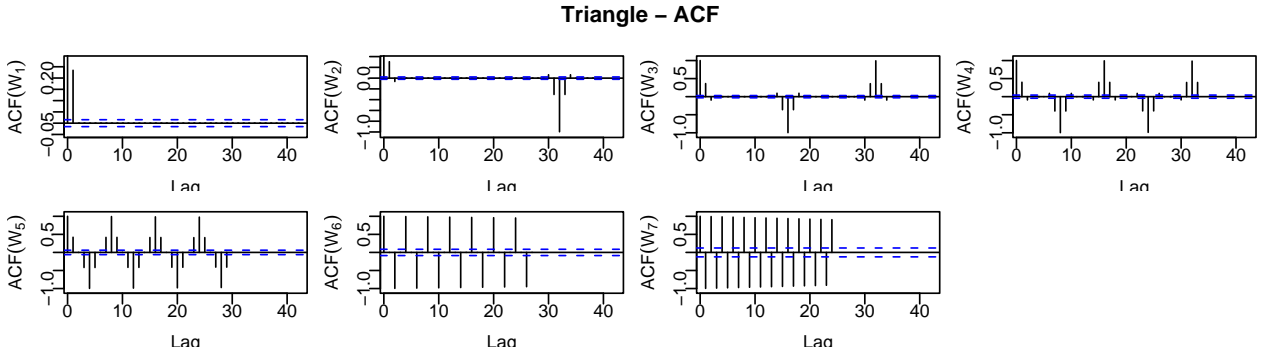 Triangle – ACF
ACF(W1)
−0.05 0.20
0 10 20 30 40
Lag
ACF(W2)
−1.0 0.0
0 10 20 30 40
Lag
ACF(W3)
−1.0 0.5
0 10 20 30 40
Lag
ACF(W4)
−1.0 0.5
0 10 20 30 40
Lag
ACF(W5)
−1.0 0.5
0 10 20 30 40
Lag
ACF(W6)
−1.0 0.5
0 10 20 30 40
Lag
ACF(W7)
−1.0 0.5
0 10 20 30 40
Lag